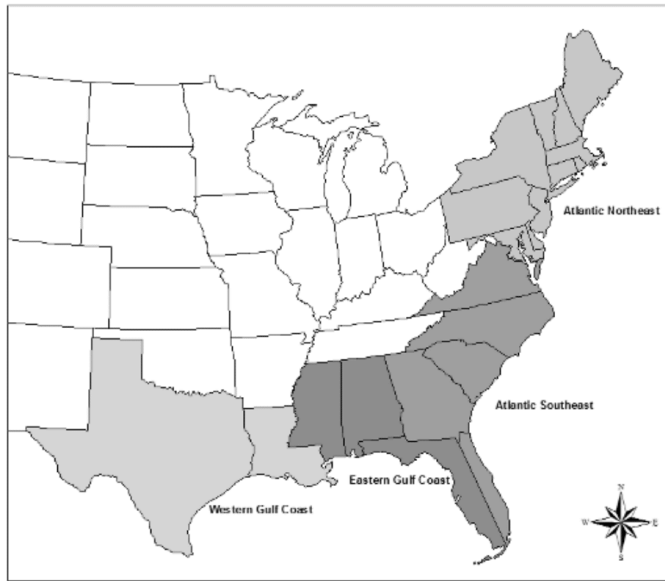 Atlantic Northeast
Atlantic Southeast
Eastern Gulf Coast
Western Gulf Coast
N
W E
S